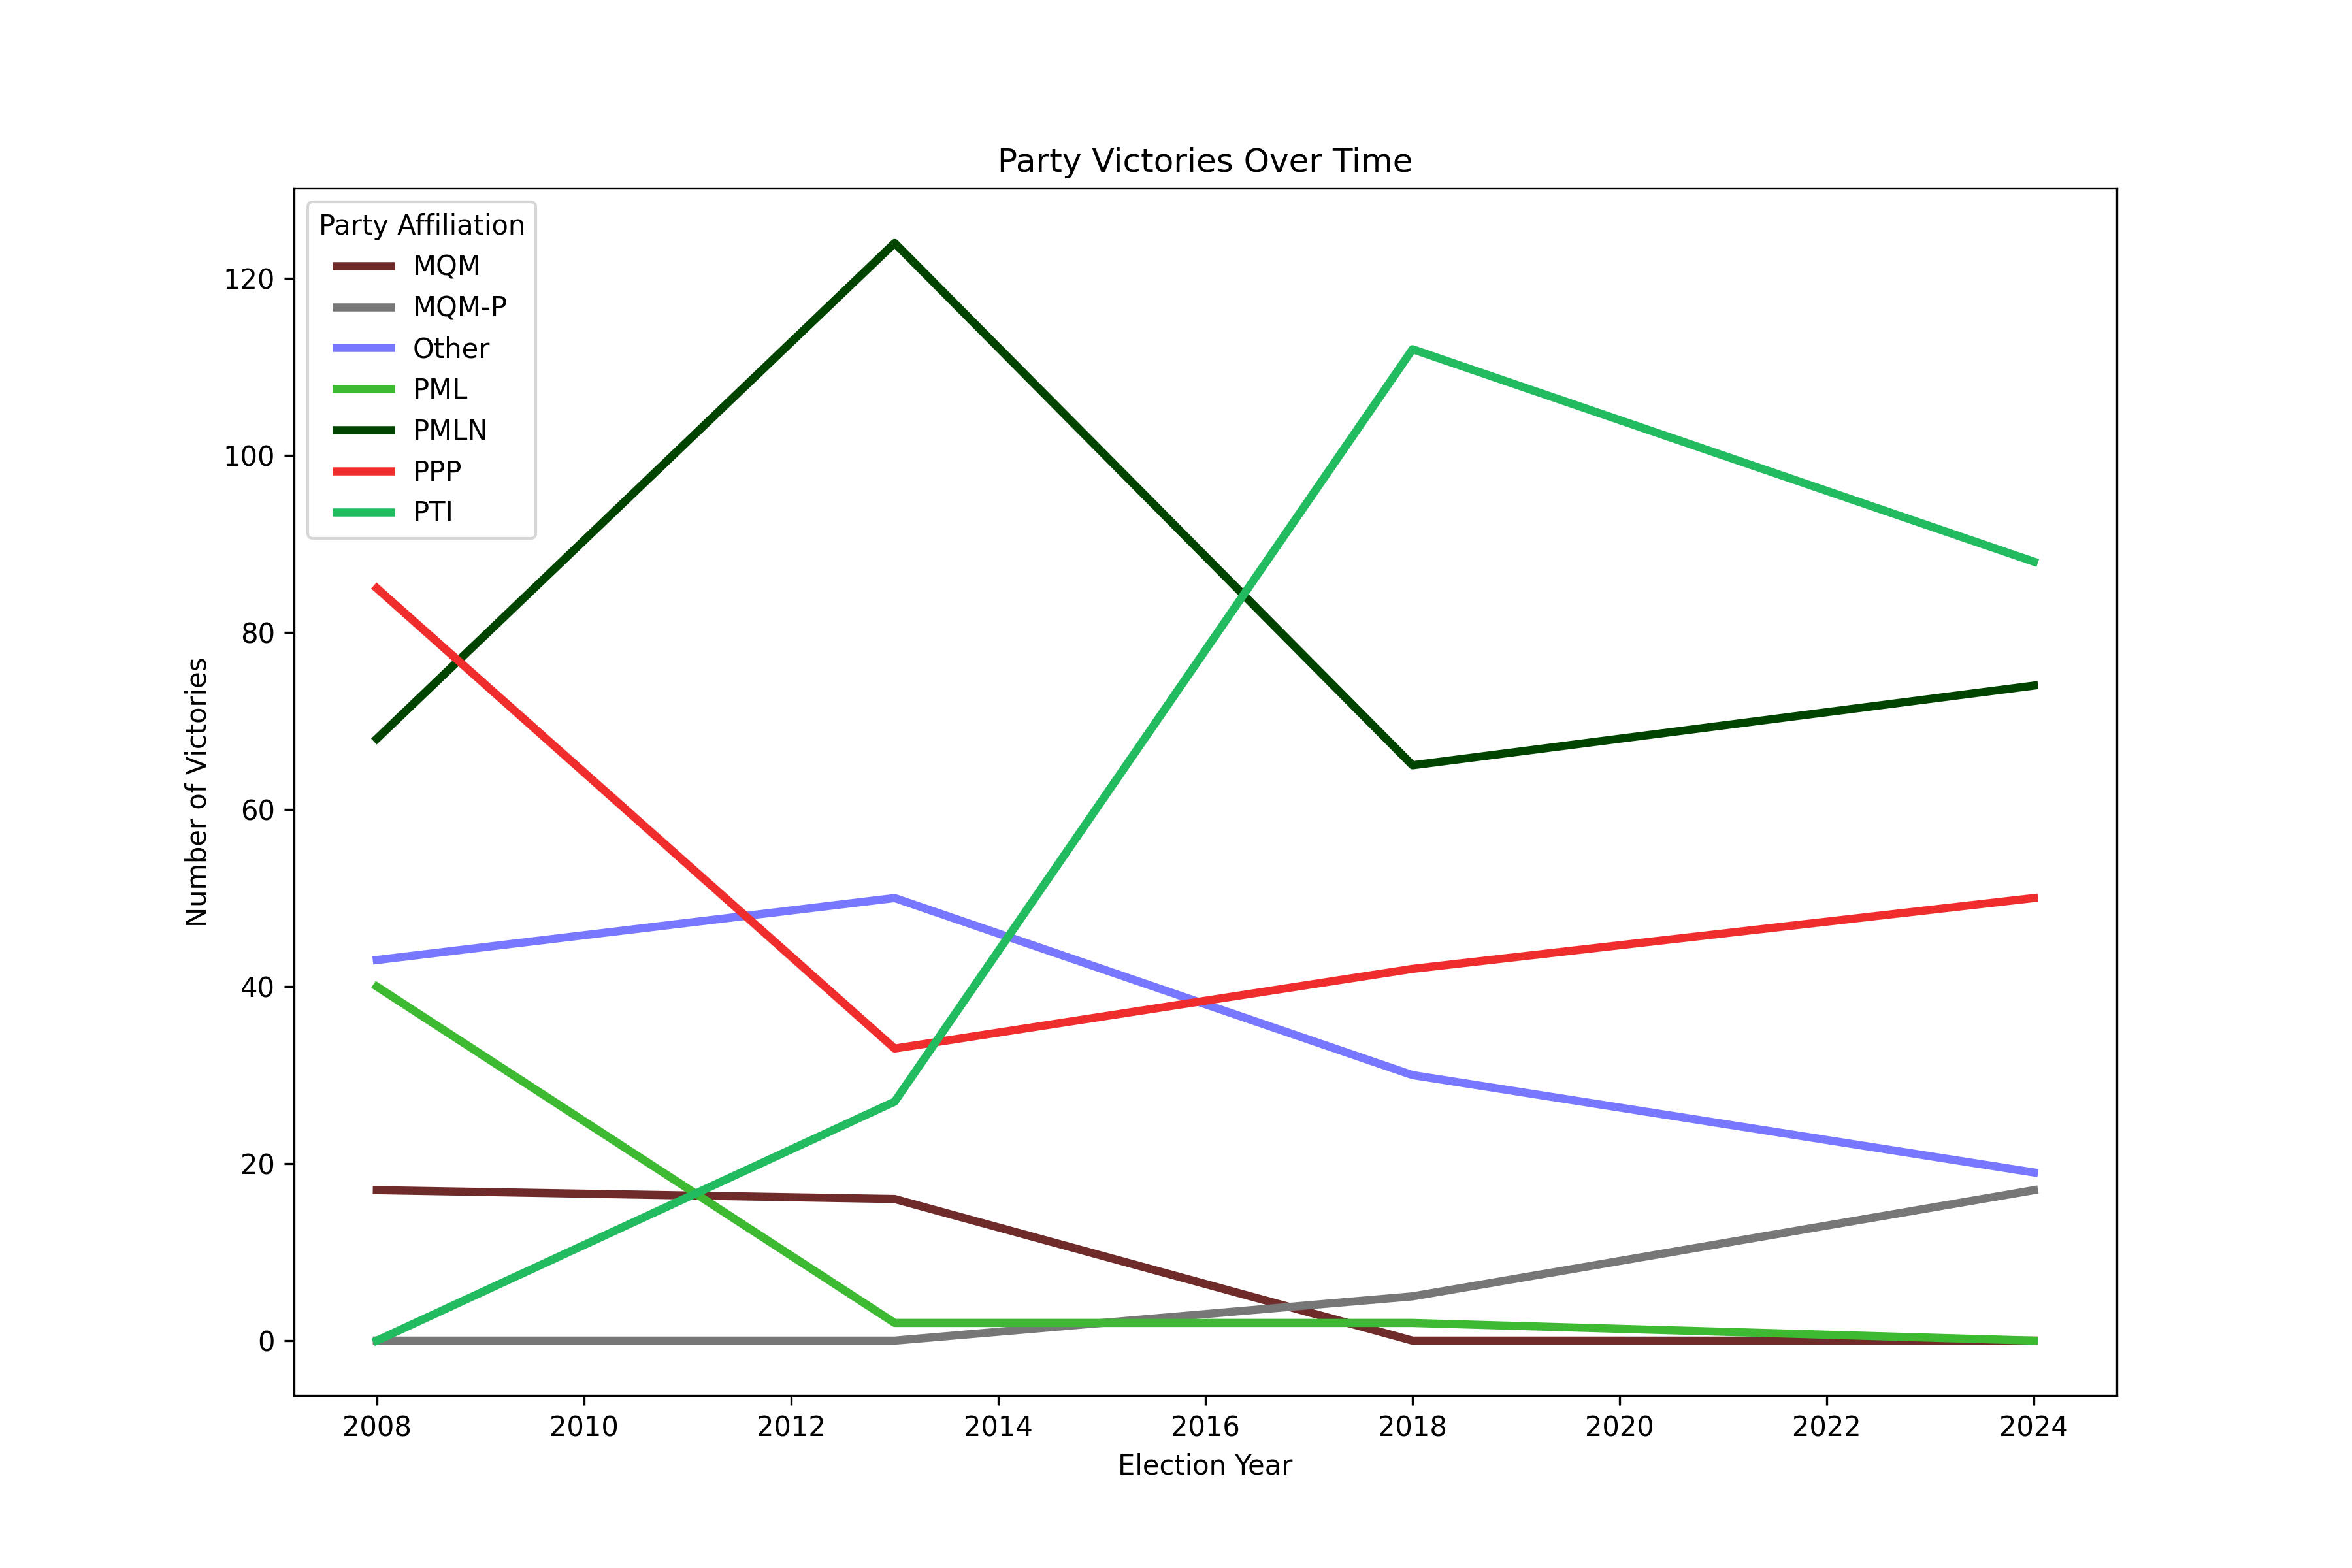 Party Victories Over Time
Party Affiliation
MQM
MQM-P
Other
PML
PMLN
PPP
PTI
120
100
80
60
40
20
0
Number of Victories
2008 2010 2012 2014 2016 2018 2020 2022 2024
Election Year